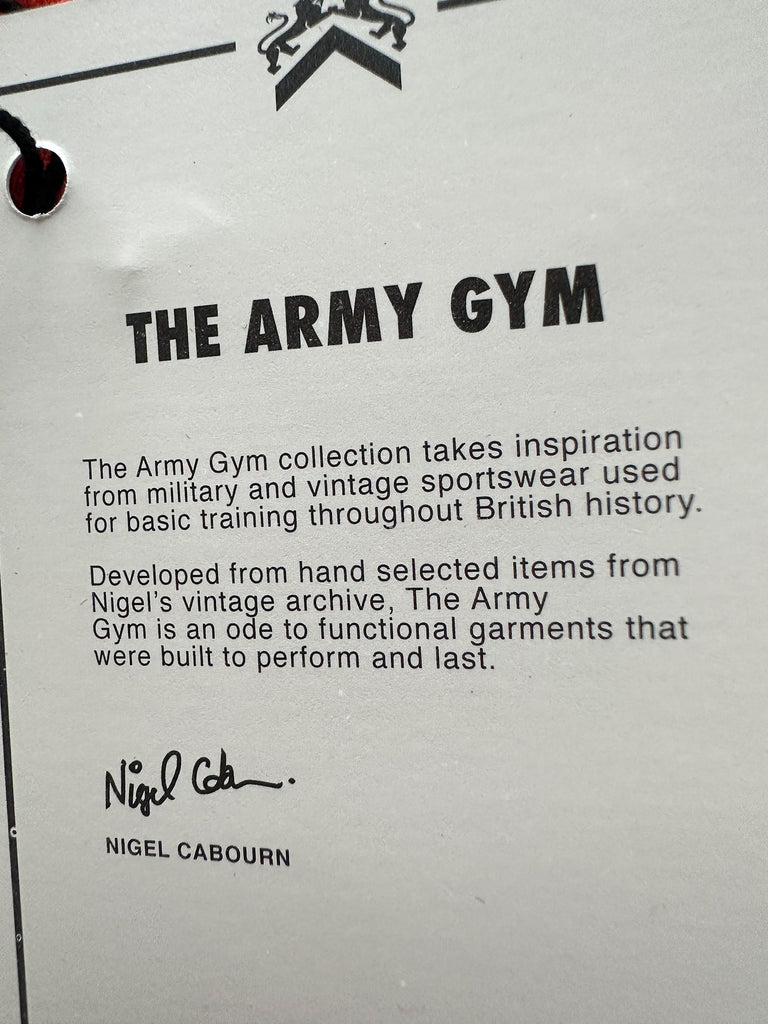 THE ARMY GYM
The Army Gym collection takes inspiration
from military and vintage sportswear used
for basic training throughout British history.
Developed from hand selected items from
Nigel's vintage archive, The Army
Gym is an ode to functional garments that
were built to perform and last.
Nigel Cabourn.
NIGEL CABOURN